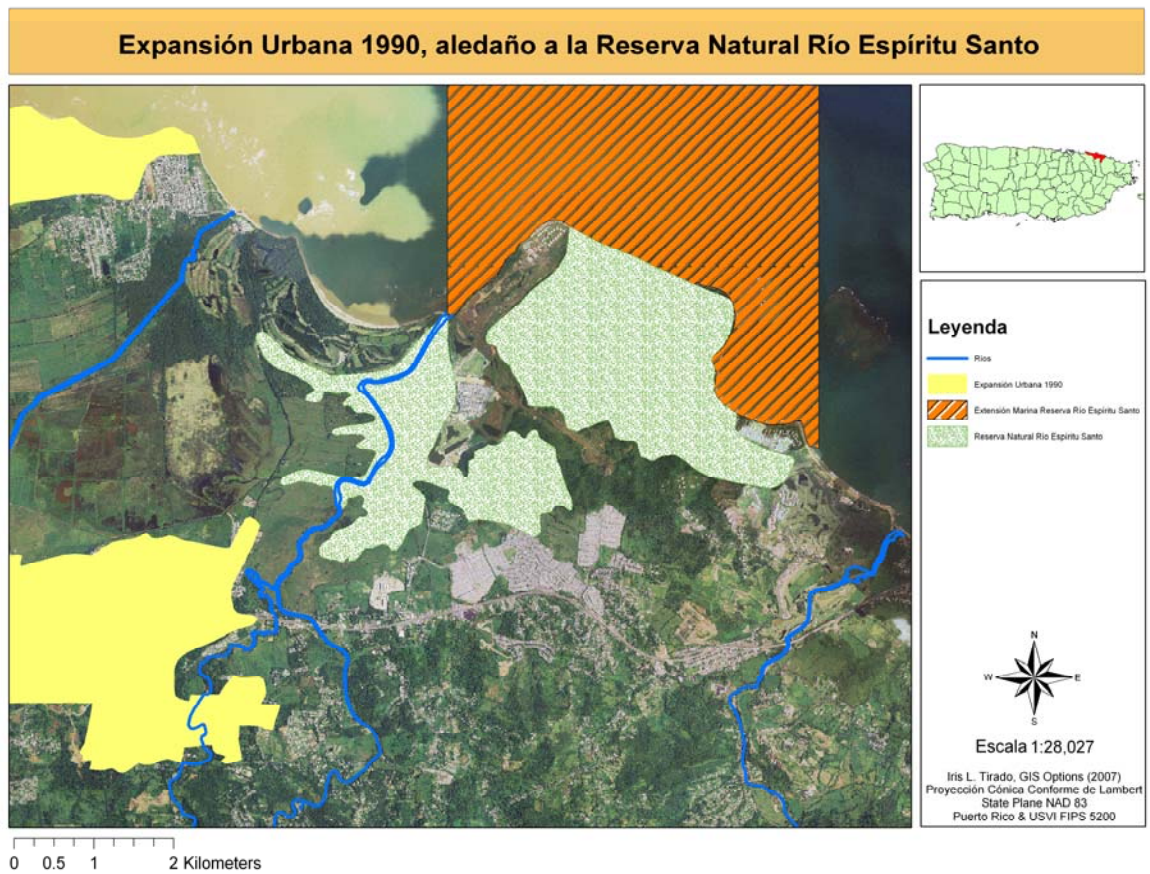 Expansión Urbana 1990, aledaño a la Reserva Natural Río Espíritu Santo
Leyenda
Ríos
Expansión Urbana 1990
Extensión Marina Reserva Río Espíritu Santo
Reserva Natural Río Espíritu Santo
N
W E
S
Escala 1:28,027
Iris L. Tirado, GIS Options (2007)
Proyección Cónica Conforme de Lambert
State Plane NAD 83
Puerto Rico & USVI FIPS 5200
0 0.5 1 2 Kilometers